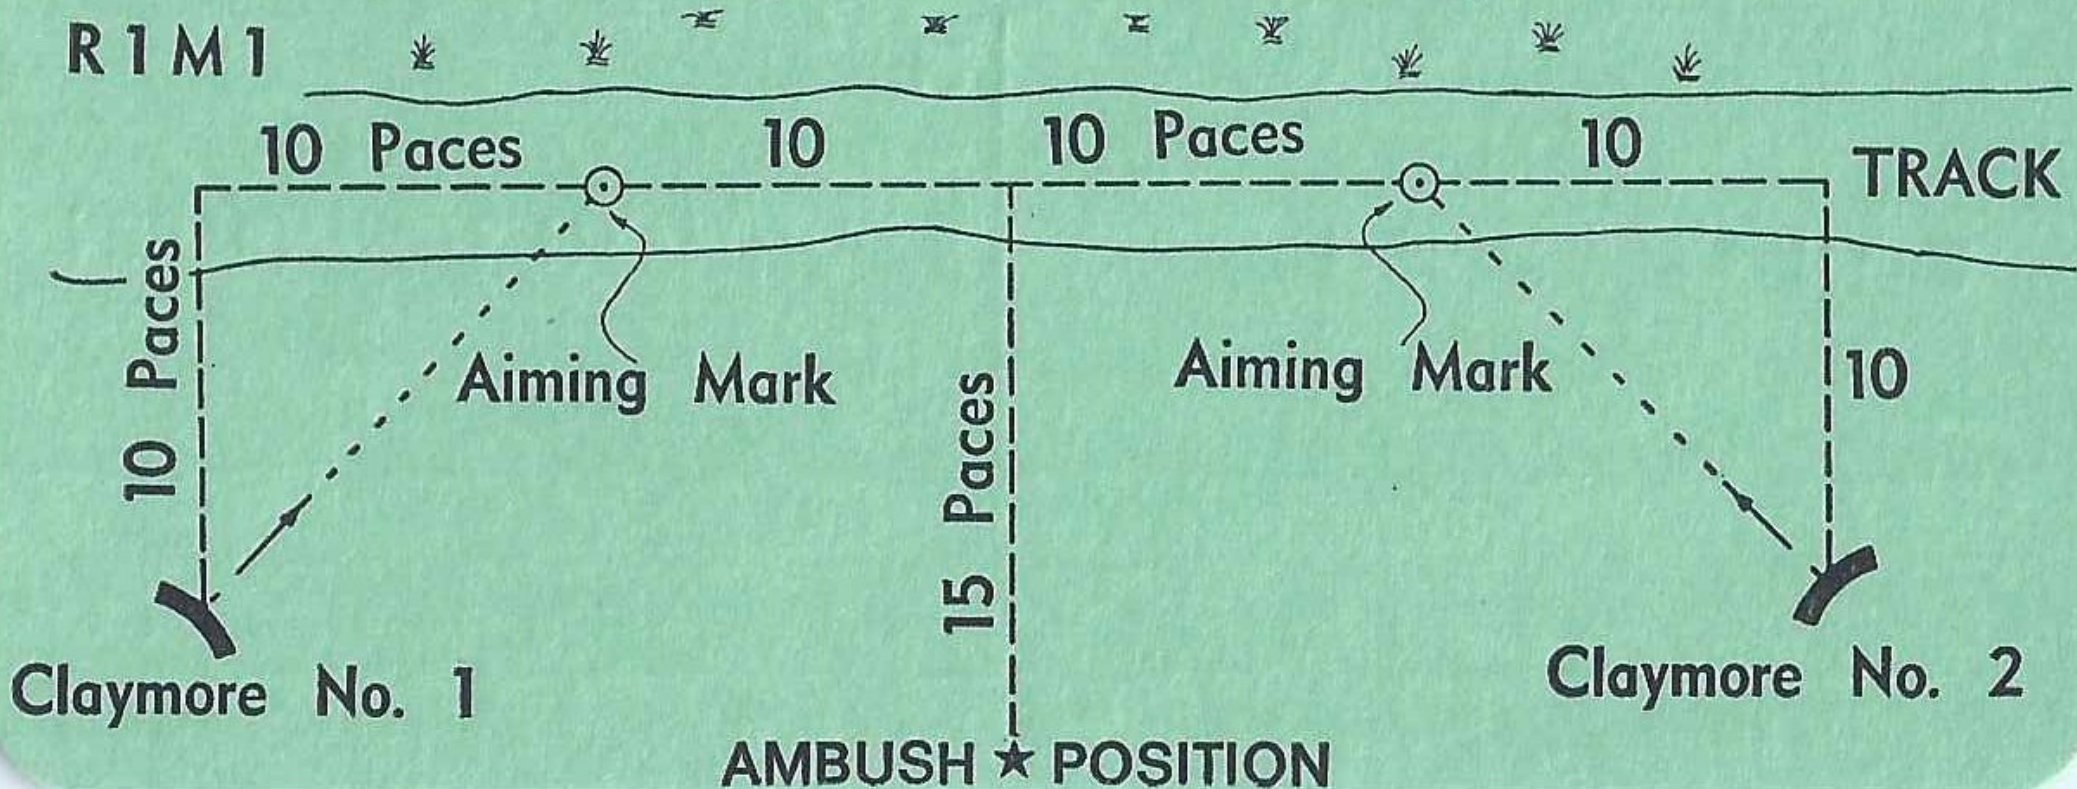 R1M1
10 Paces 10 10 Paces 10
TRACK
10 Paces
Aiming Mark
15 Paces
Aiming Mark
10
Claymore No. 1
Claymore No. 2
AMBUSH ★ POSITION